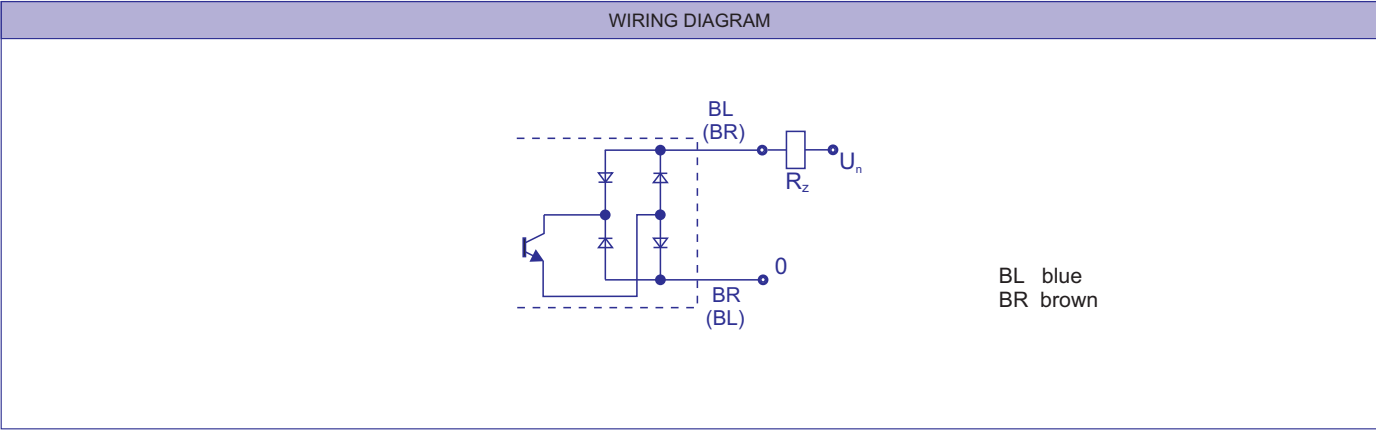 WIRING DIAGRAM
BL
(BR)
Un
Rz
0
BR
(BL)
BL blue
BR brown